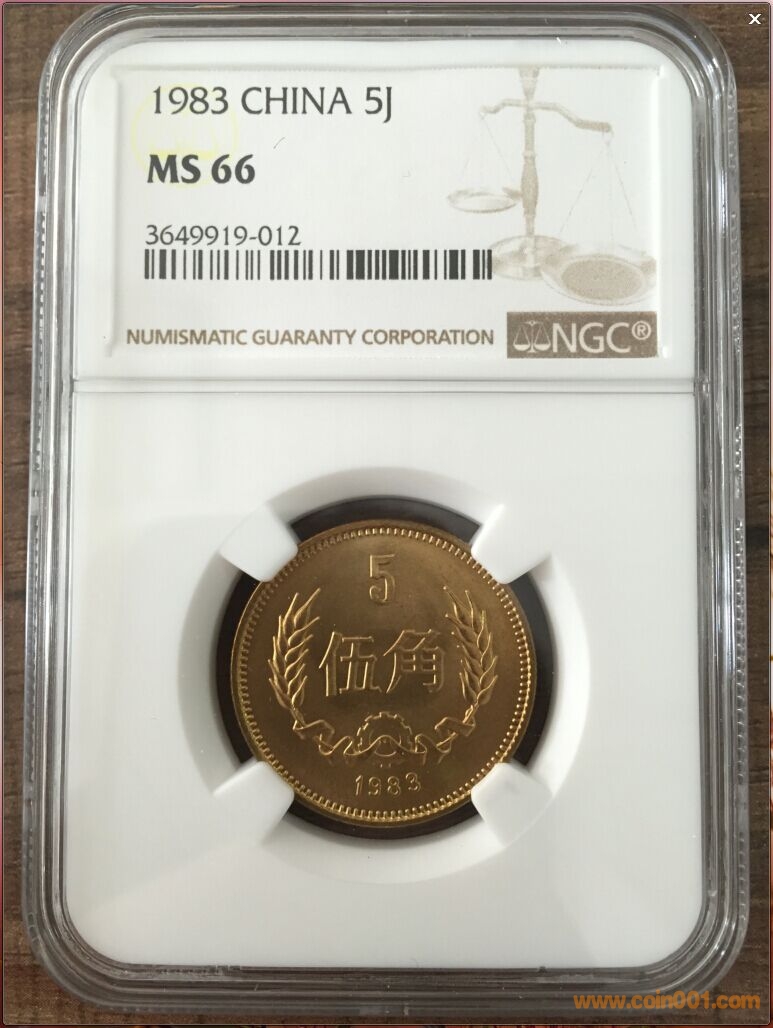 1983 CHINA 5J
MS 66
3649919-012
NUMISMATIC GUARANTY CORPORATION
NGC®
5
伍角
1983
www.coin001.com